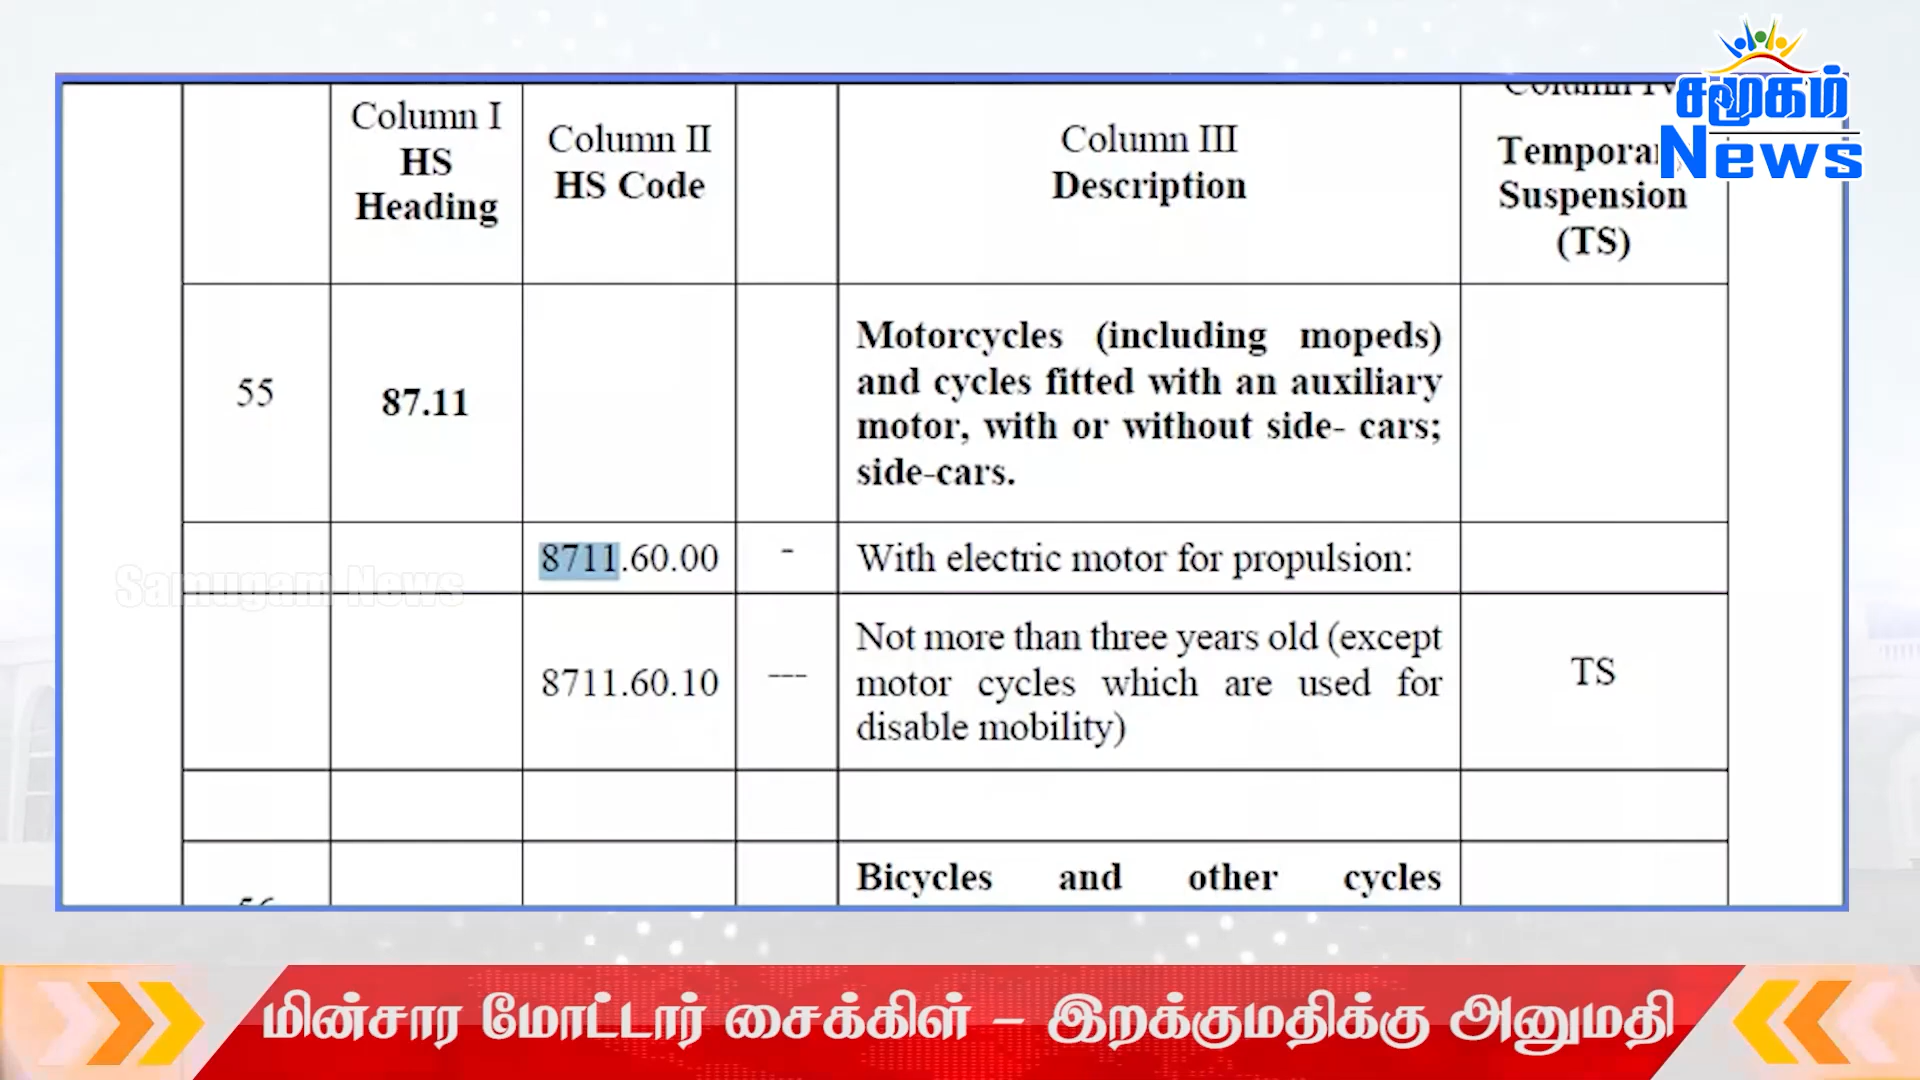 சமூகம்
News
Column I
HS
Heading
Column II
HS Code
Column III
Description
Column IV
Suspension
(TS)
55
87.11
Motorcycles (including mopeds)
and cycles fitted with an auxiliary
motor, with or without side- cars;
side-cars.
8711.60.00
-
With electric motor for propulsion:
Samugam News
8711.60.10
---
Not more than three years old (except
motor cycles which are used for
disable mobility)
TS
Bicycles and other cycles
மின்சார மோட்டார் சைக்கிள் – இறக்குமதிக்கு அனுமதி